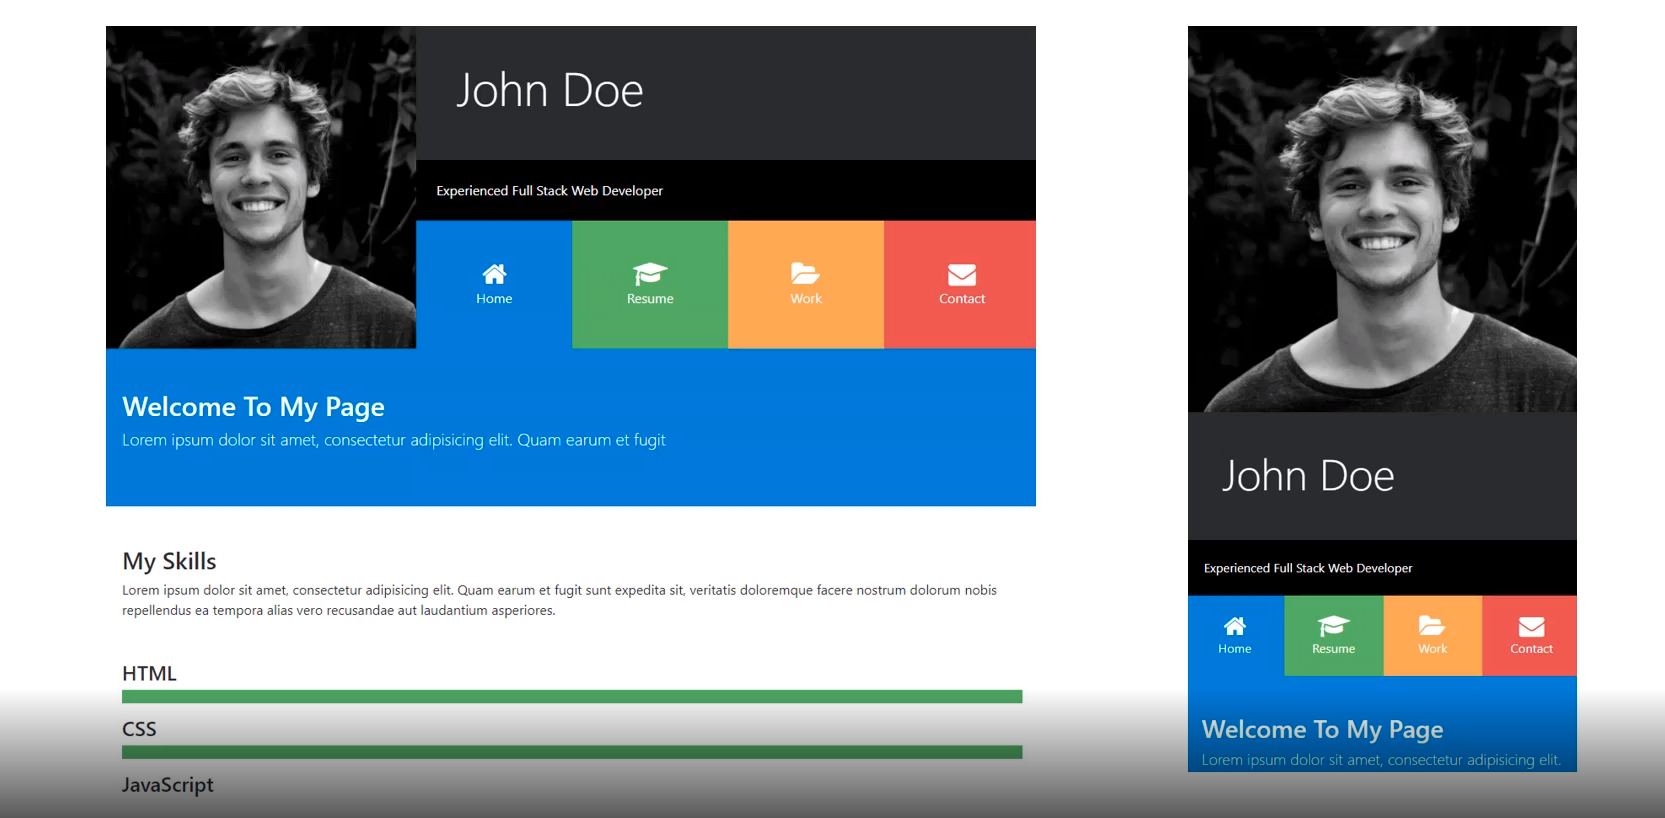 John Doe
Experienced Full Stack Web Developer
Home
Resume
Work
Contact
Welcome To My Page
Lorem ipsum dolor sit amet, consectetur adipisicing elit. Quam earum et fugit
My Skills
Lorem ipsum dolor sit amet, consectetur adipisicing elit. Quam earum et fugit sunt expedita sit, veritatis doloremque facere nostrum dolorum nobis
repellendus ea tempora alias vero recusandae aut laudantium asperiores.
HTML
CSS
JavaScript
John Doe
Experienced Full Stack Web Developer
Home
Resume
Work
Contact
Welcome To My Page
Lorem ipsum dolor sit amet, consectetur adipisicing elit.